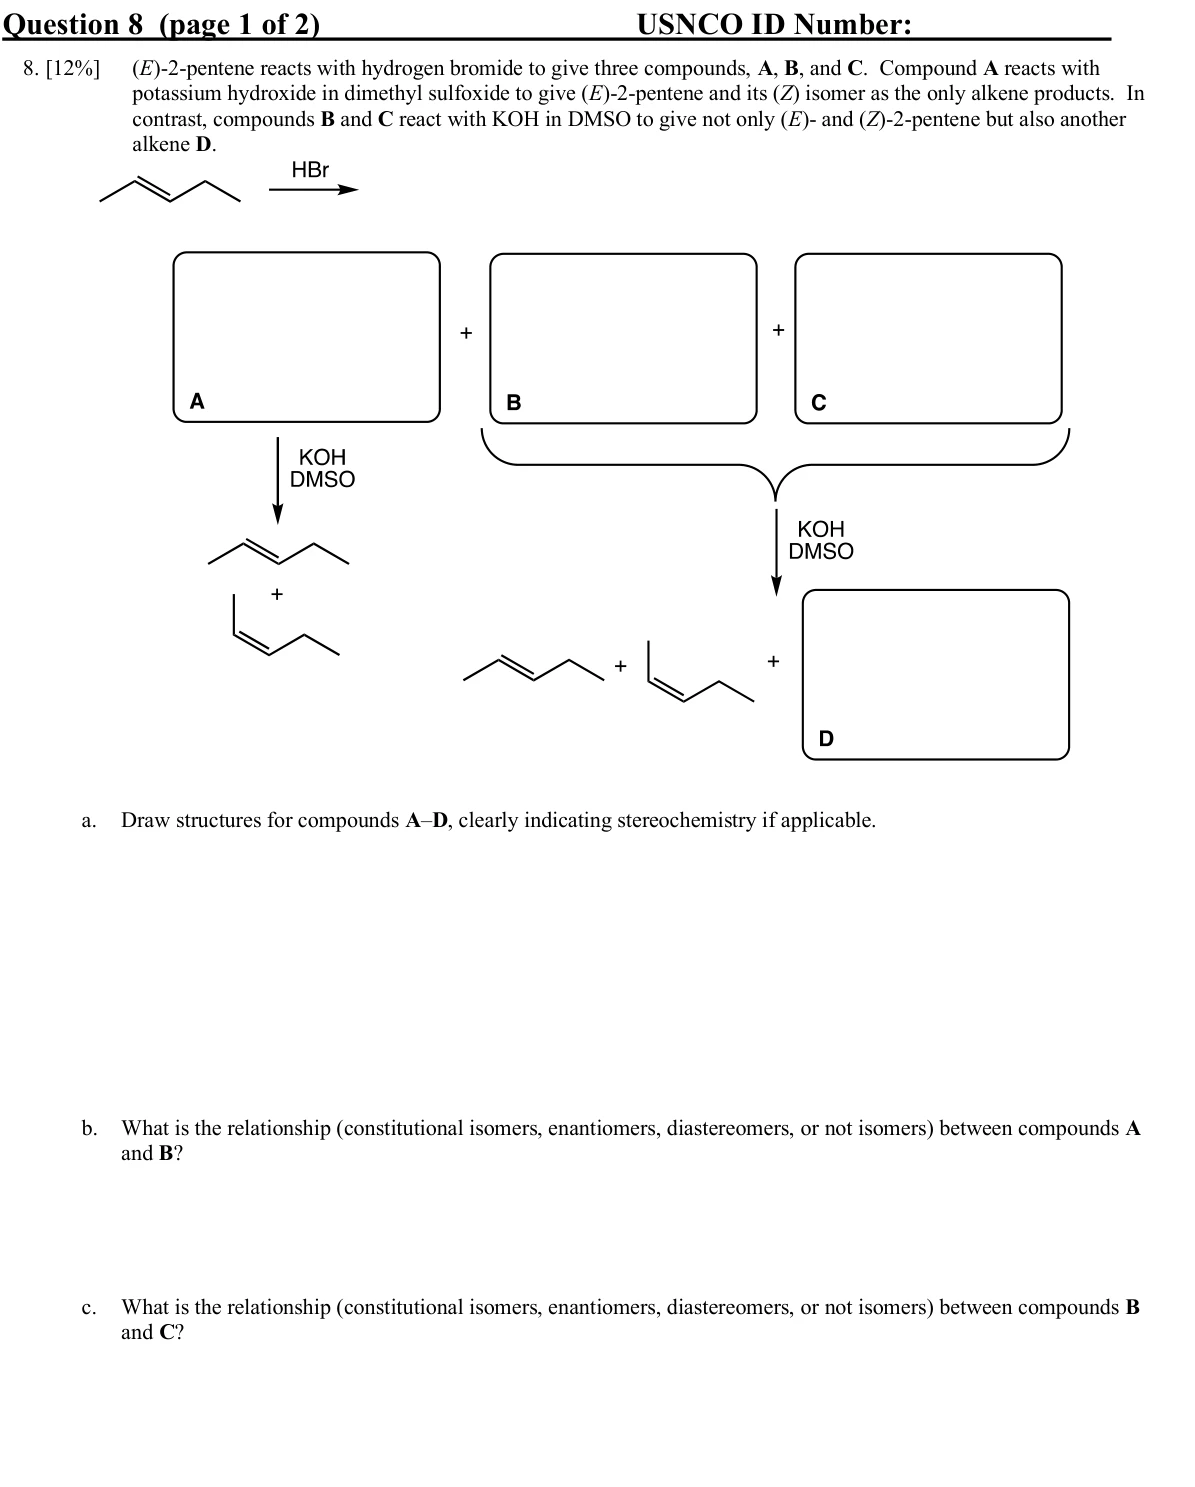 Question 8 (page 1 of 2) USNCO ID Number:
8. [12%] (E)-2-pentene reacts with hydrogen bromide to give three compounds, A, B, and C. Compound A reacts with
potassium hydroxide in dimethyl sulfoxide to give (E)-2-pentene and its (Z) isomer as the only alkene products. In
contrast, compounds B and C react with KOH in DMSO to give not only (E)- and (Z)-2-pentene but also another
alkene D.
HBr
+
+
A
B
C
KOH
DMSO
KOH
DMSO
+
+
+
D
a. Draw structures for compounds A–D, clearly indicating stereochemistry if applicable.
b. What is the relationship (constitutional isomers, enantiomers, diastereomers, or not isomers) between compounds A
and B?
c. What is the relationship (constitutional isomers, enantiomers, diastereomers, or not isomers) between compounds B
and C?